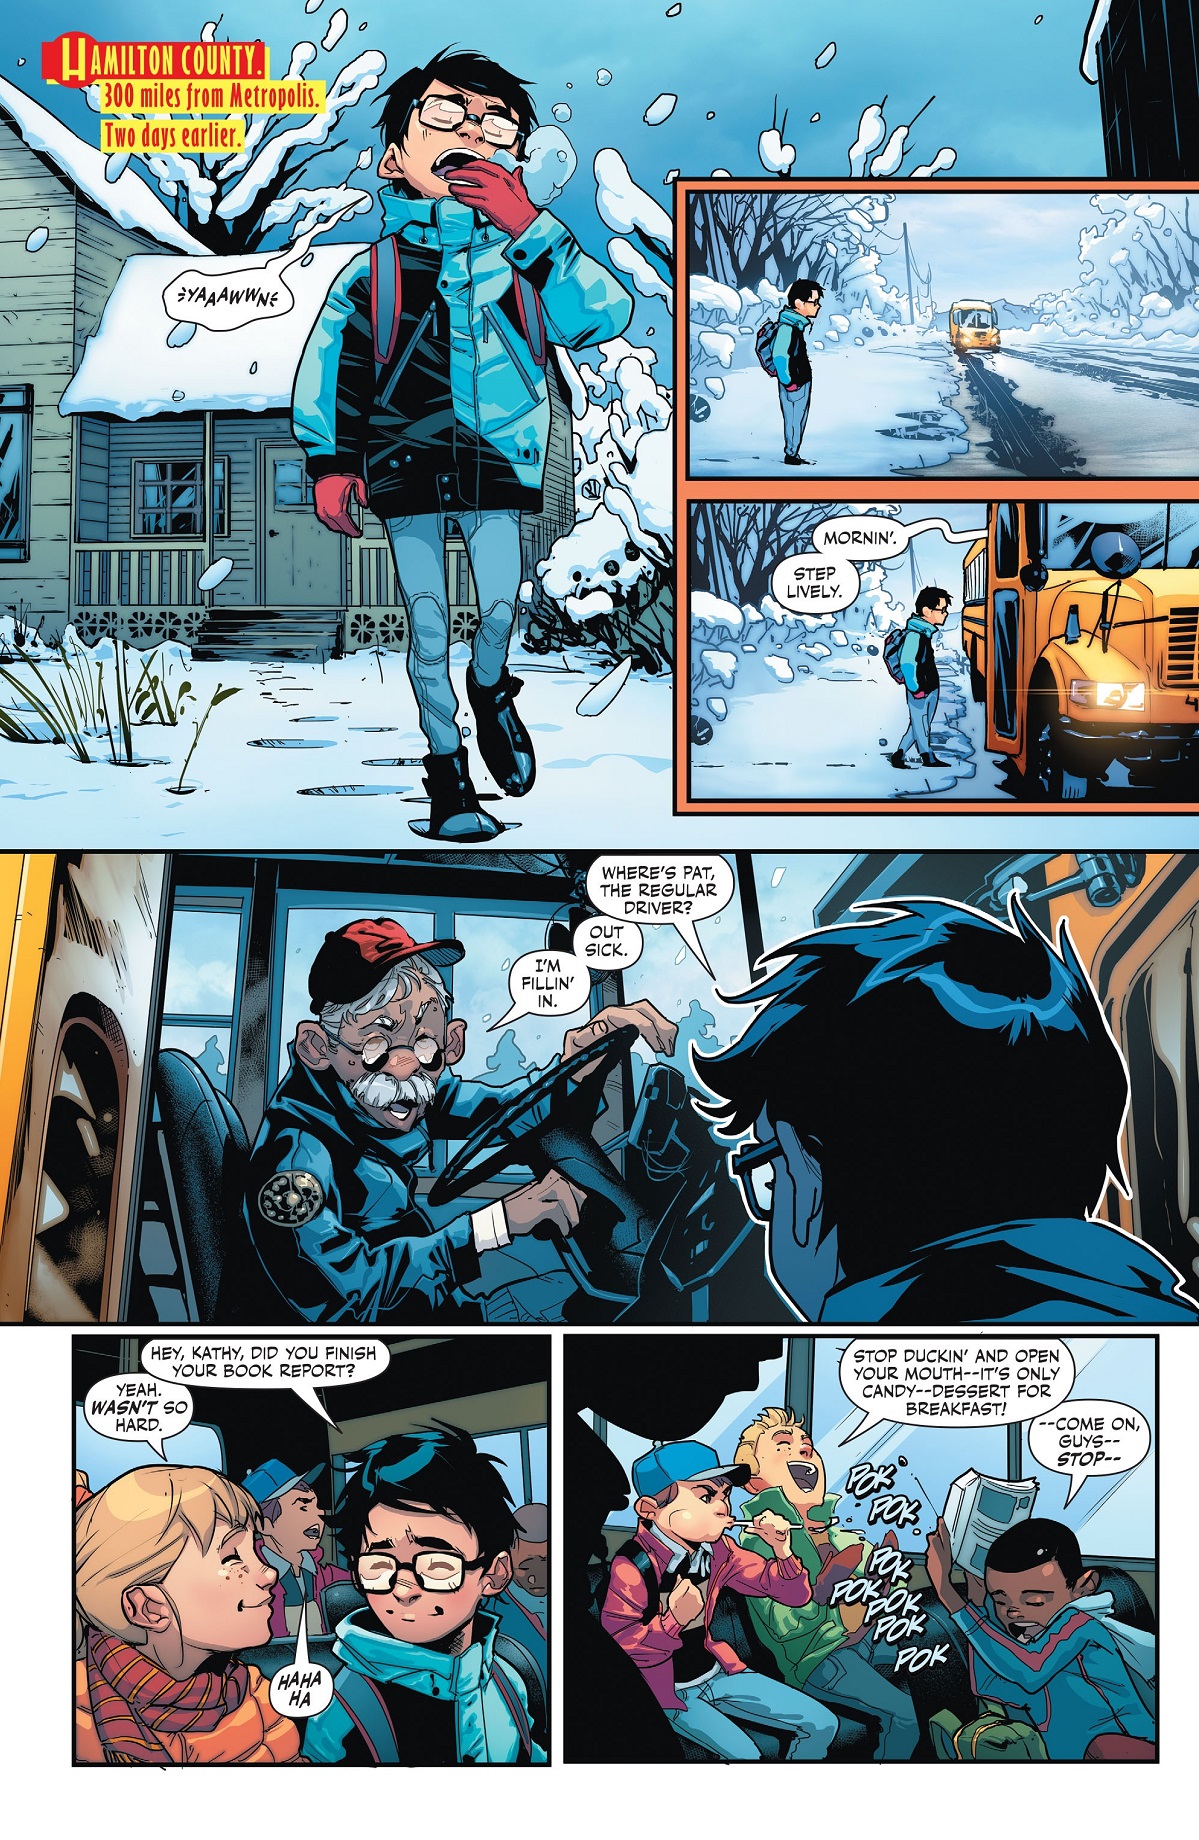 HAMILTON COUNTY.
300 miles from Metropolis.
Two days earlier.
YAAAWWN
MORNIN'.
STEP
LIVELY.
WHERE'S PAT,
THE REGULAR
DRIVER?
OUT
SICK.
I'M
FILLIN'
IN.
HEY, KATHY, DID YOU FINISH
YOUR BOOK REPORT?
YEAH.
WASN'T SO
HARD.
HAHA
HA
STOP DUCKIN' AND OPEN
YOUR MOUTH--IT'S ONLY
CANDY--DESSERT FOR
BREAKFAST!
--COME ON,
GUYS--
STOP--
POK
POK
POK
POK
POK
POK
POK